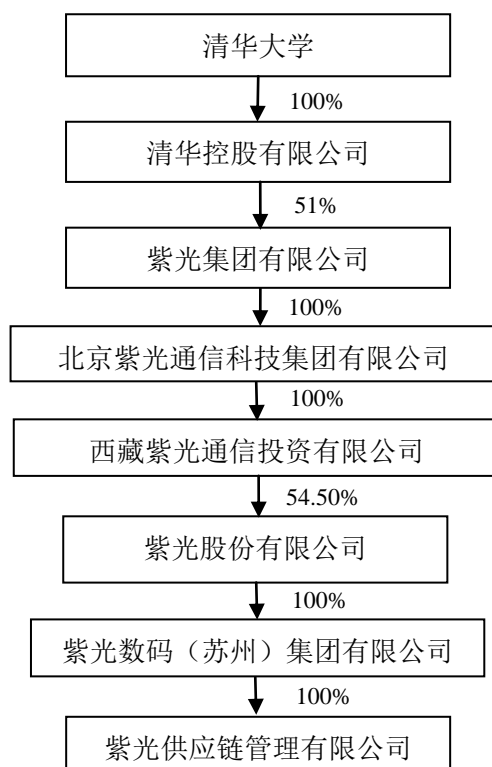 清华大学
100%
清华控股有限公司
51%
紫光集团有限公司
100%
北京紫光通信科技集团有限公司
100%
西藏紫光通信投资有限公司
54.50%
紫光股份有限公司
100%
紫光数码（苏州）集团有限公司
100%
紫光供应链管理有限公司